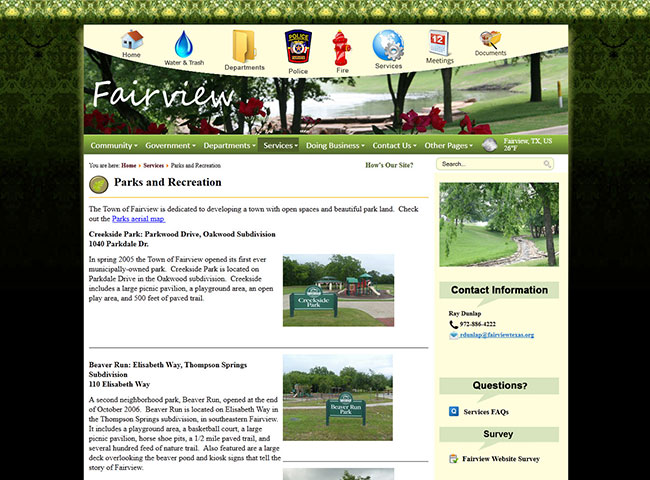 Home
Water & Trash
Departments
Police
Fire
Services
Meetings
Documents
POLICE
12
Fairview
Community
Government
Departments
Services
Doing Business
Contact Us
Other Pages
Fairview, TX, US
26°F
You are here: Home Services Parks and Recreation
How's Our Site?
Search...
Parks and Recreation
The Town of Fairview is dedicated to developing a town with open spaces and beautiful park land. Check
out the Parks aerial map
Creekside Park: Parkwood Drive, Oakwood Subdivision
1040 Parkdale Dr.
In spring 2005 the Town of Fairview opened its first ever
municipally-owned park. Creekside Park is located on
Parkdale Drive in the Oakwood subdivision. Creekside
includes a large picnic pavilion, a playground area, an open
play area, and 500 feet of paved trail.
Creekside
Park
Beaver Run: Elisabeth Way, Thompson Springs
Subdivision
110 Elisabeth Way
A second neighborhood park, Beaver Run, opened at the end
of October 2006. Beaver Run is located on Elisabeth Way in
the Thompson Springs subdivision, in southeastern Fairview.
It includes a playground area, a basketball court, a large
picnic pavilion, horse shoe pits, a 1/2 mile paved trail, and
several hundred feet of nature trail. Also featured are a large
deck overlooking the beaver pond and kiosk signs that tell the
story of Fairview.
Beaver Run
Park
Contact Information
Ray Dunlap
972-886-4222
rdunlap@fairviewtexas.org
Questions?
Services FAQs
Survey
Fairview Website Survey